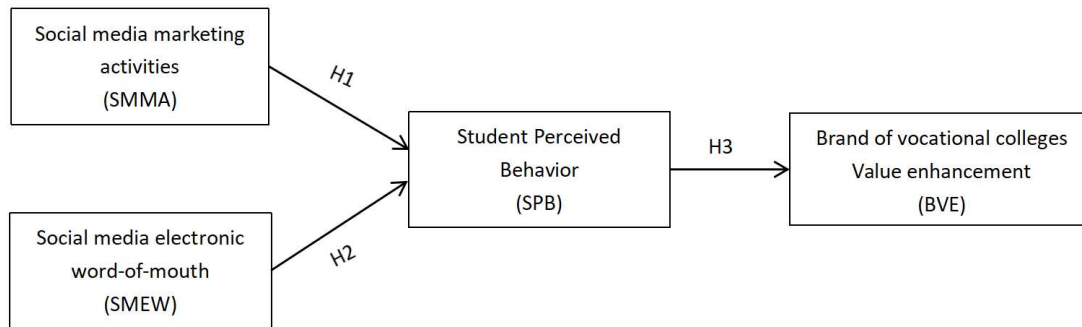 Social media marketing
activities
(SMMA)
H1
Student Perceived
Behavior
(SPB)
H3
Brand of vocational colleges
Value enhancement
(BVE)
Social media electronic
word-of-mouth
(SMEW)
H2